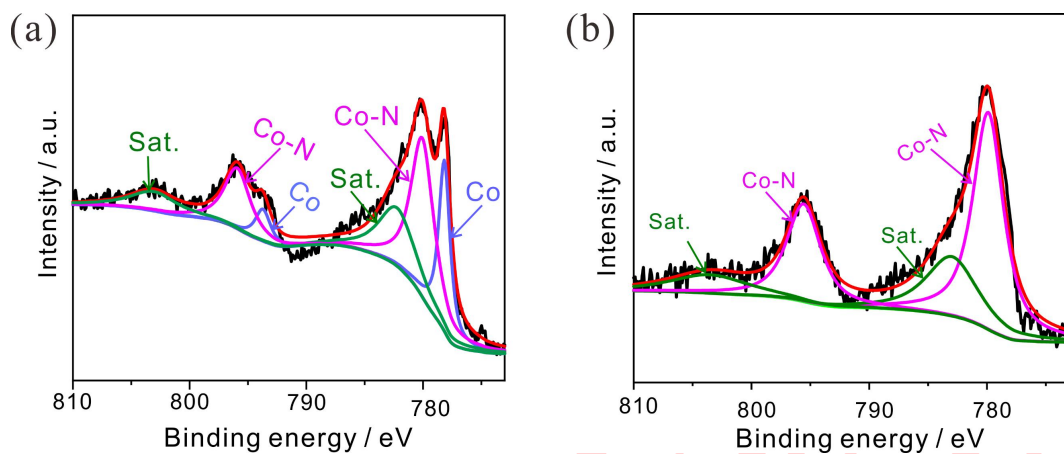 (a)
Intensity / a.u.
Sat.
Co-N
Co
Co-N
Sat.
Co
810
800
790
780
Binding energy / eV
(b)
Intensity / a.u.
Sat.
Co-N
Sat.
Co-N
810
800
790
780
Binding energy / eV